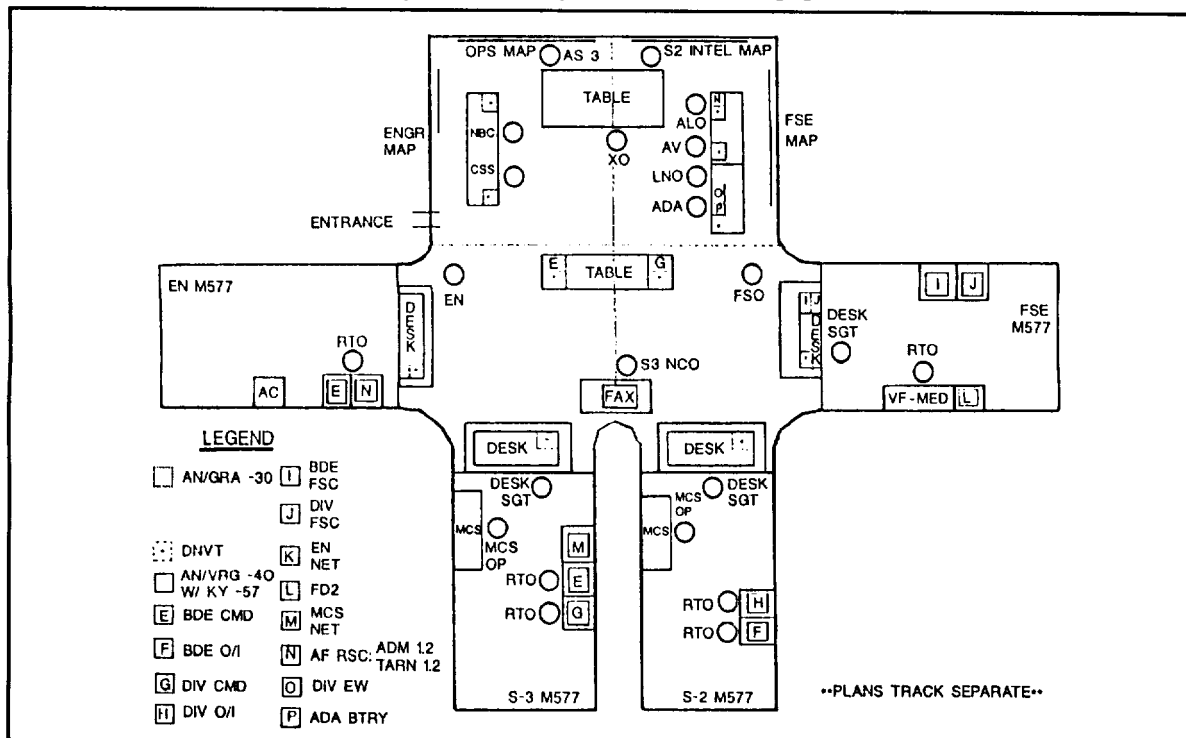 OPS MAP
AS 3
S2 INTEL MAP
TABLE
ENGR
MAP
NBC
CSS
XO
N
ALO
AV
LNO
ADA
O
P
FSE
MAP
ENTRANCE
EN M577
EN
E
TABLE
G
FSO
I J
DESK
DESK
SGT
I
J
FSE
M577
DESK
RTO
AC
E
N
RTO
VF-MED
L
S3 NCO
FAX
DESK
DESK
DESK
SGT
MCS
MCS
OP
M
RTO
E
RTO
G
S-3 M577
DESK
SGT
MCS
OP
MCS
RTO
H
RTO
F
S-2 M577
••PLANS TRACK SEPARATE••
LEGEND
AN/GRA -30
DNVT
AN/VRG -40
W/ KY -57
E BDE CMD
F BDE O/I
G DIV CMD
H DIV O/I
I BDE
FSC
J DIV
FSC
K EN
NET
L FD2
M MCS
NET
N AF RSC: ADM 1.2
TARN 1.2
O DIV EW
P ADA BTRY